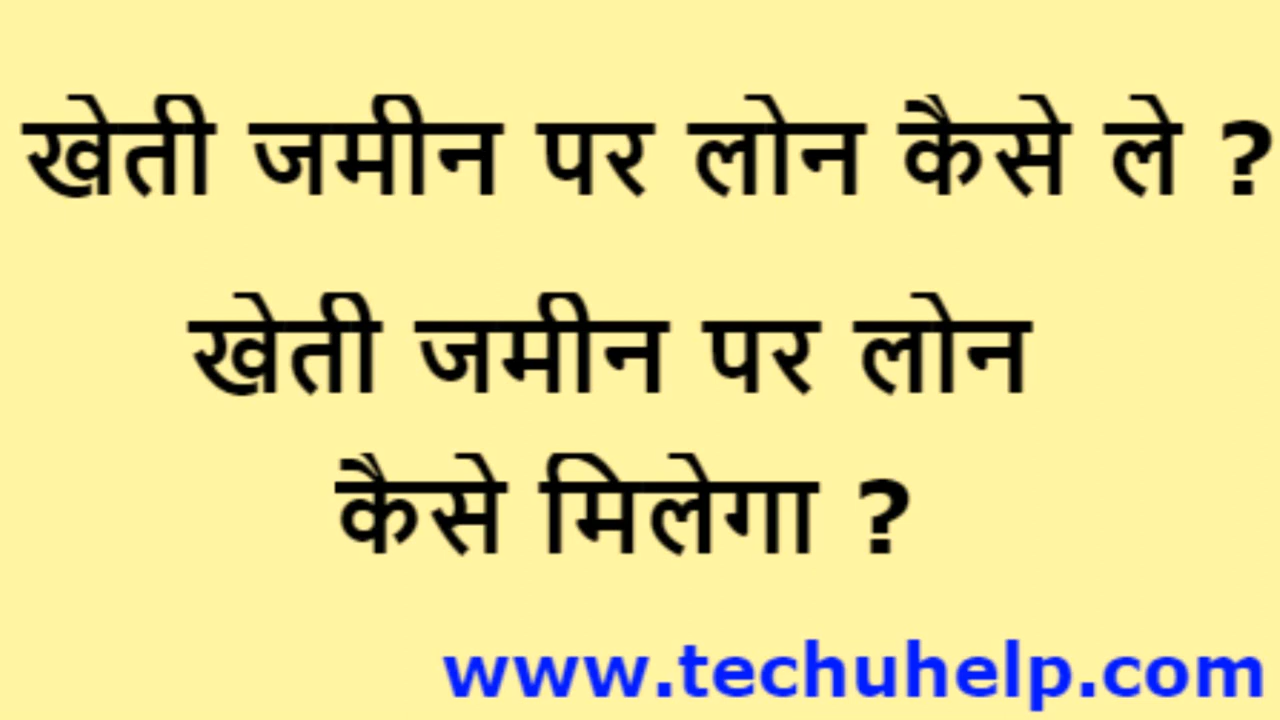 खेती जमीन पर लोन कैसे ले ?
खेती जमीन पर लोन
कैसे मिलेगा ?
www.techuhelp.com